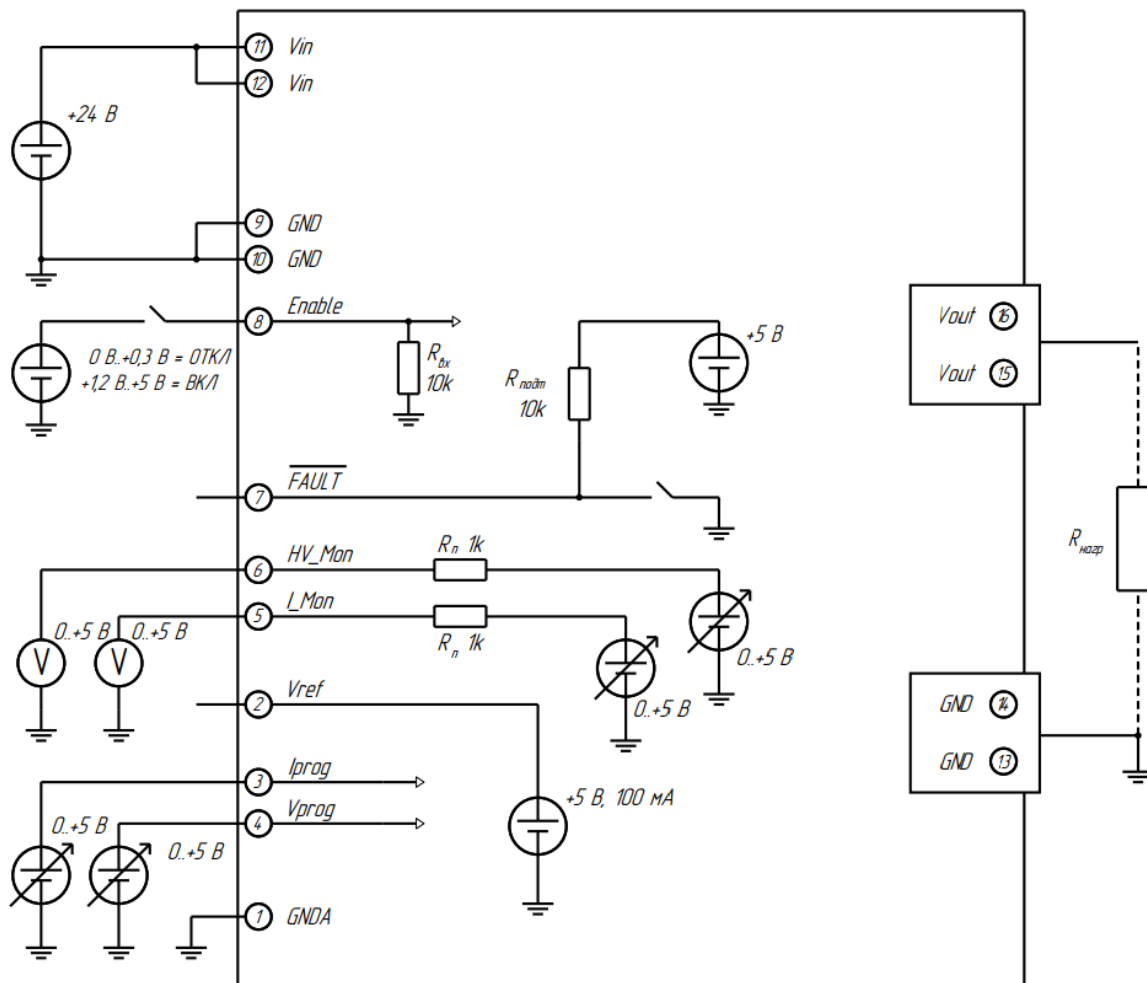 11 Vin
12 Vin
+24 В
9 GND
10 GND
8 Enable
0 В..+0,3 В = ОТКЛ
+1,2 В..+5 В = ВКЛ
Rвх
10k
Rподт
10k
+5 В
Vout 16
Vout 15
7 FAULT
6 HV_Mon
Rп 1k
5 I_Mon
Rп 1k
0..+5 В
0..+5 В
V
V
0..+5 В
0..+5 В
Rнагр
2 Vref
GND 14
GND 13
3 Iprog
4 Vprog
+5 В, 100 мА
0..+5 В
0..+5 В
1 GNDA